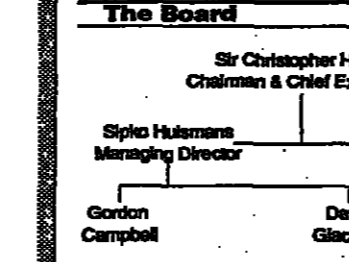 The Board
Sir Christopher
Chairman & Chief
Sipko Huismans
Managing Director
Gordon
Campbell